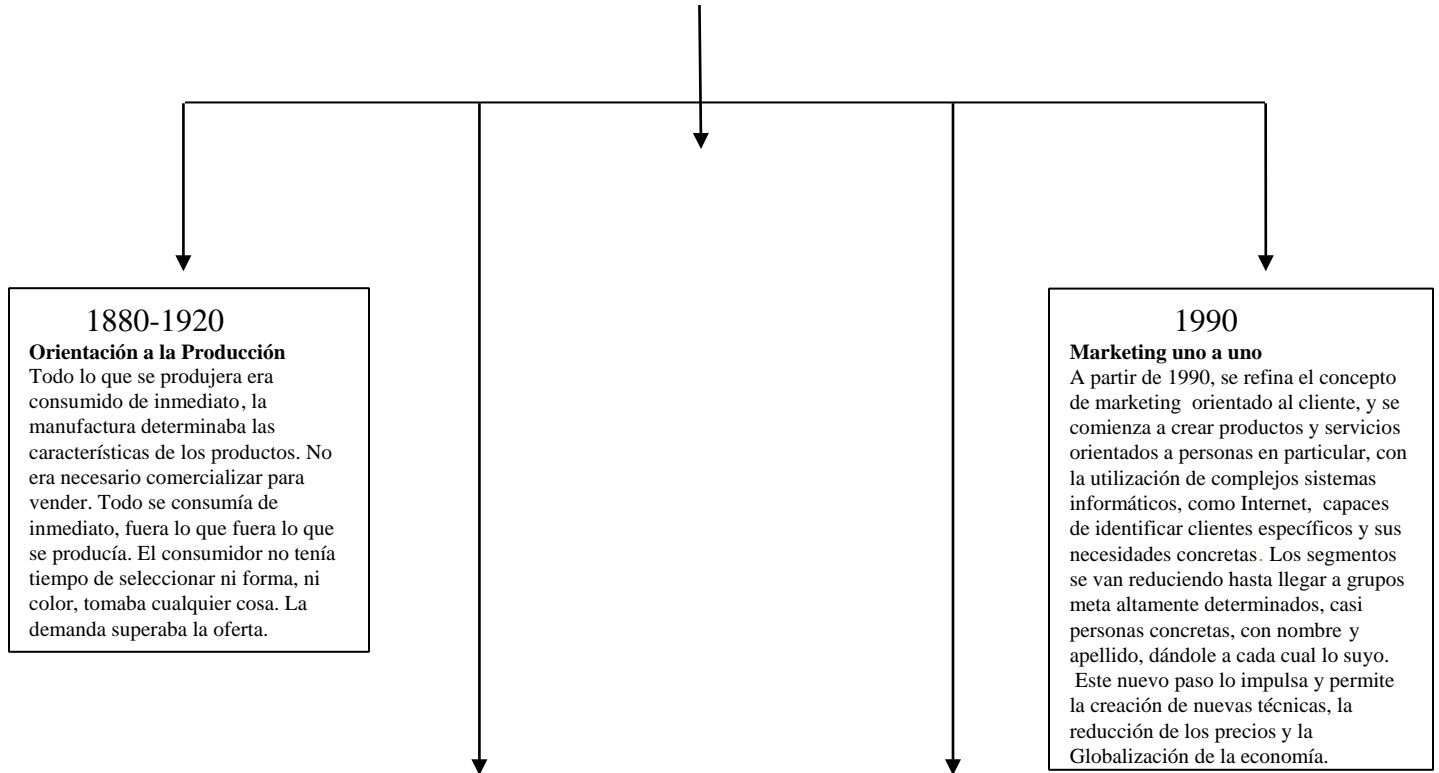 1880-1920
Orientación a la Producción
Todo lo que se produjera era
consumido de inmediato, la
manufactura determinaba las
características de los productos. No
era necesario comercializar para
vender. Todo se consumía de
inmediato, fuera lo que fuera lo que
se producía. El consumidor no tenía
tiempo de seleccionar ni forma, ni
color, tomaba cualquier cosa. La
demanda superaba la oferta.
1990
Marketing uno a uno
A partir de 1990, se refina el concepto
de marketing orientado al cliente, y se
comienza a crear productos y servicios
orientados a personas en particular, con
la utilización de complejos sistemas
informáticos, como Internet, capaces
de identificar clientes específicos y sus
necesidades concretas. Los segmentos
se van reduciendo hasta llegar a grupos
meta altamente determinados, casi
personas concretas, con nombre y
apellido, dándole a cada cual lo suyo.
Este nuevo paso lo impulsa y permite
la creación de nuevas técnicas, la
reducción de los precios y la
Globalización de la economía.